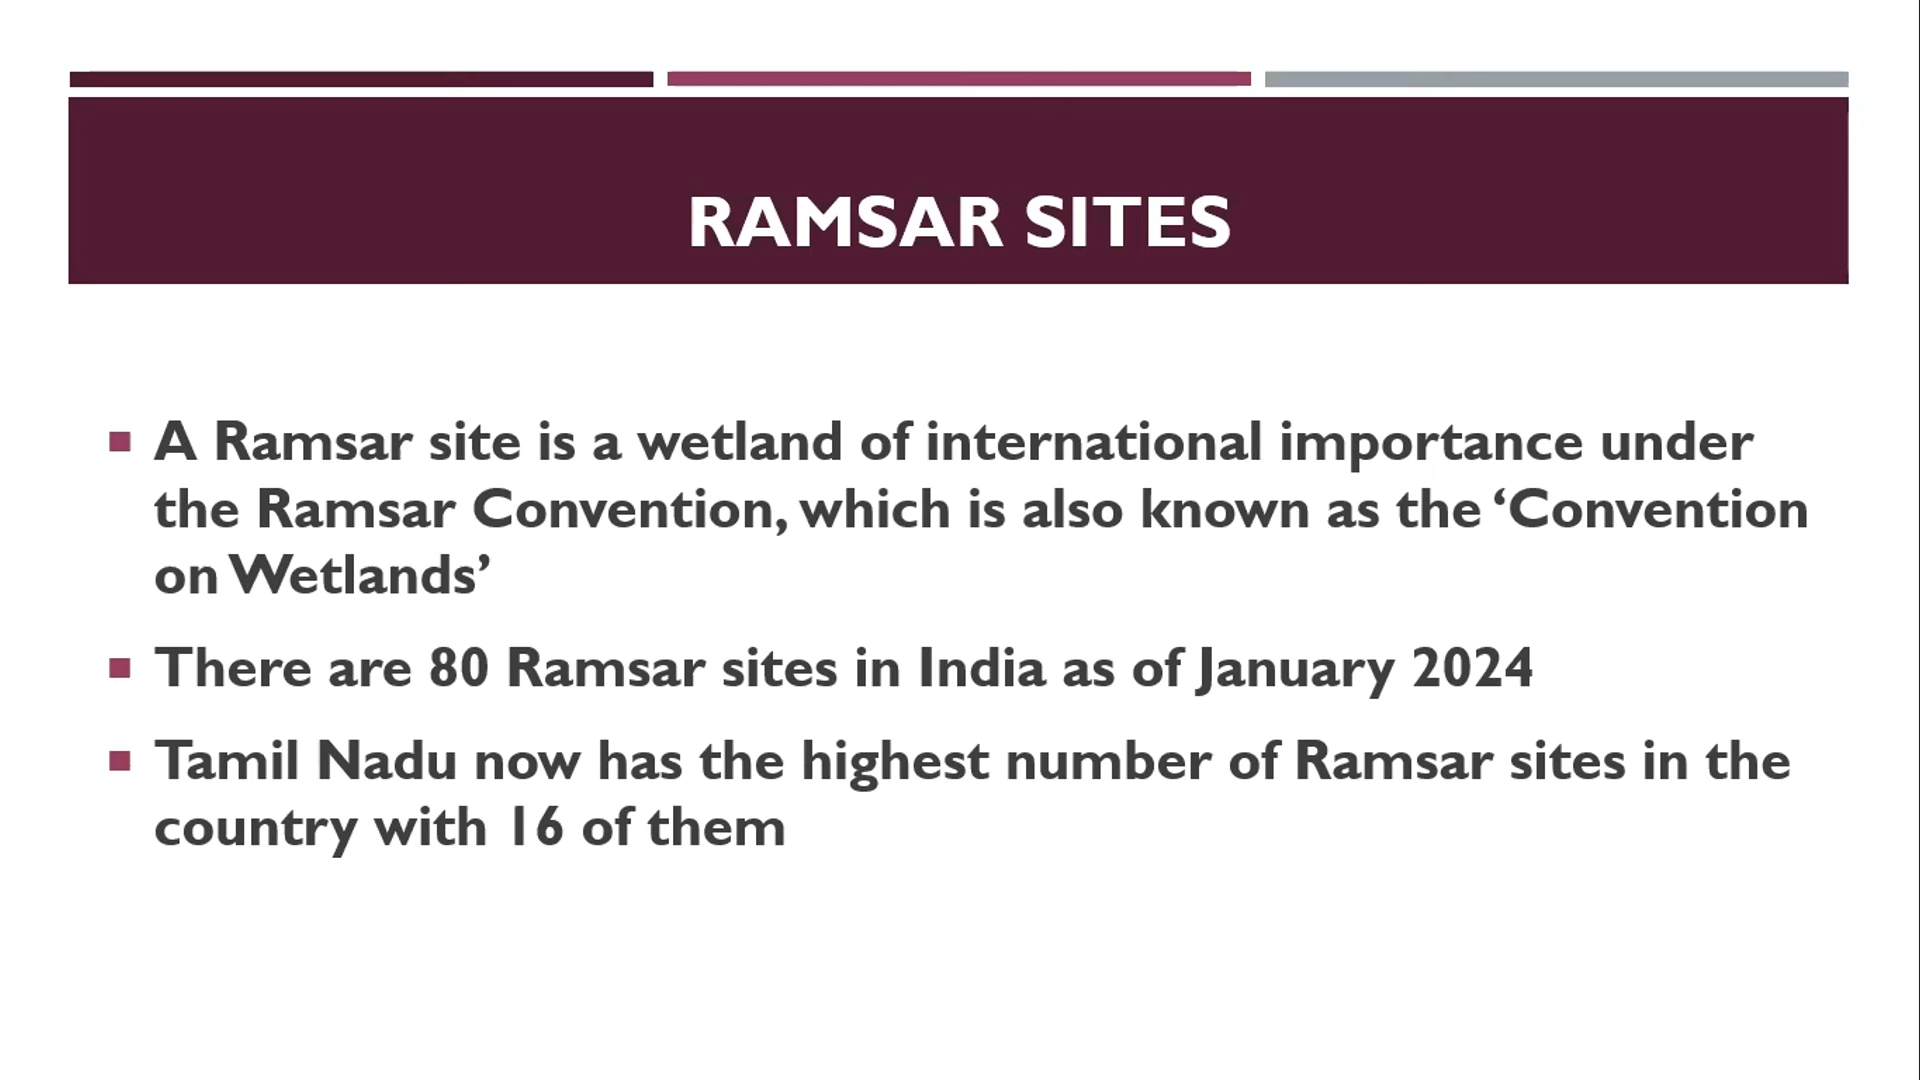 RAMSAR SITES
A Ramsar site is a wetland of international importance under
the Ramsar Convention, which is also known as the ‘Convention
on Wetlands’
There are 80 Ramsar sites in India as of January 2024
Tamil Nadu now has the highest number of Ramsar sites in the
country with 16 of them